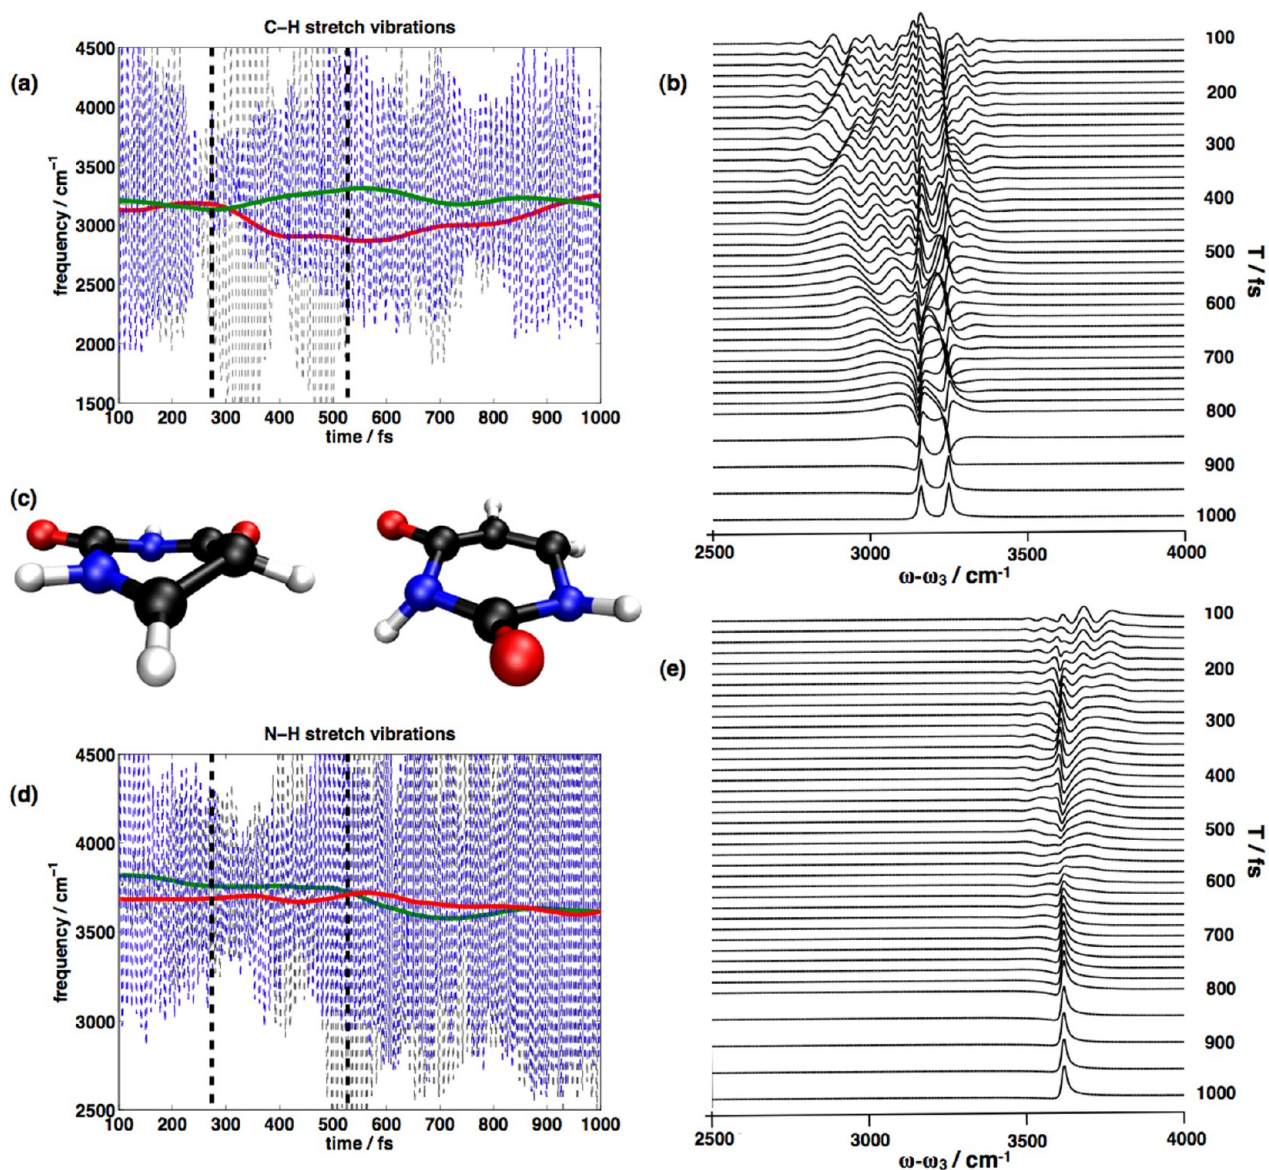 C–H stretch vibrations
(a)
frequency / cm⁻¹
4500
4000
3500
3000
2500
2000
1500
100 200 300 400 500 600 700 800 900 1000
time / fs
(b)
100
200
300
400
500
600
700
800
900
1000
T / fs
2500 3000 3500 4000
ω-ω₃ / cm⁻¹
(c)
N–H stretch vibrations
(d)
frequency / cm⁻¹
4500
4000
3500
3000
2500
100 200 300 400 500 600 700 800 900 1000
time / fs
(e)
100
200
300
400
500
600
700
800
900
1000
T / fs
2500 3000 3500 4000
ω-ω₃ / cm⁻¹